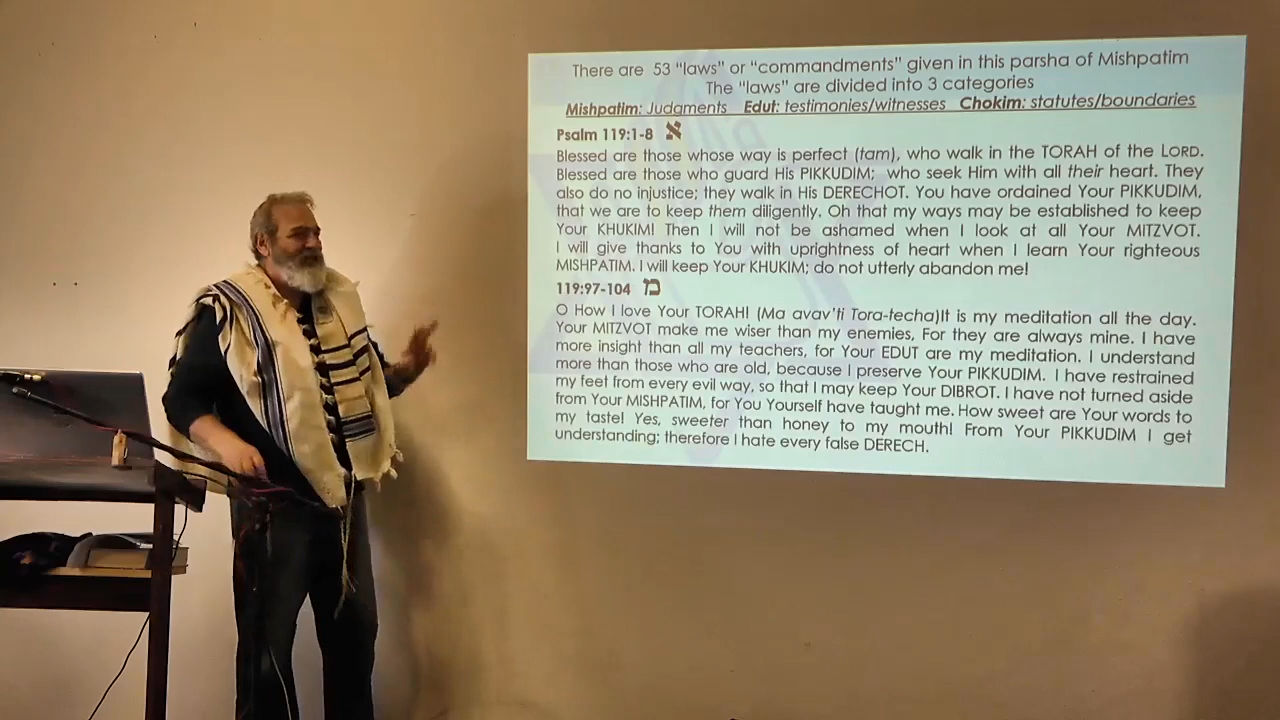 There are 53 “laws” or “commandments” given in this parsha of Mishpatim
The “laws” are divided into 3 categories
Mishpatim: Judgments Edut: testimonies/witnesses Chokim: statutes/boundaries
Psalm 119:1-8 א
Blessed are those whose way is perfect (tam), who walk in the TORAH of the LORD.
Blessed are those who guard His PIKKUDIM; who seek Him with all their heart. They
also do no injustice; they walk in His DERECHOT. You have ordained Your PIKKUDIM,
that we are to keep them diligently. Oh that my ways may be established to keep
Your KHUKIM! Then I will not be ashamed when I look at all Your MITZVOT.
I will give thanks to You with uprightness of heart when I learn Your righteous
MISHPATIM. I will keep Your KHUKIM; do not utterly abandon me!
119:97-104 מ
O How I love Your TORAH! (Ma avav’ti Tora-techa)It is my meditation all the day.
Your MITZVOT make me wiser than my enemies, For they are always mine. I have
more insight than all my teachers, for Your EDUT are my meditation. I understand
more than those who are old, because I preserve Your PIKKUDIM. I have restrained
my feet from every evil way, so that I may keep Your DIBROT. I have not turned aside
from Your MISHPATIM, for You Yourself have taught me. How sweet are Your words to
my taste! Yes, sweeter than honey to my mouth! From Your PIKKUDIM I get
understanding; therefore I hate every false DERECH.